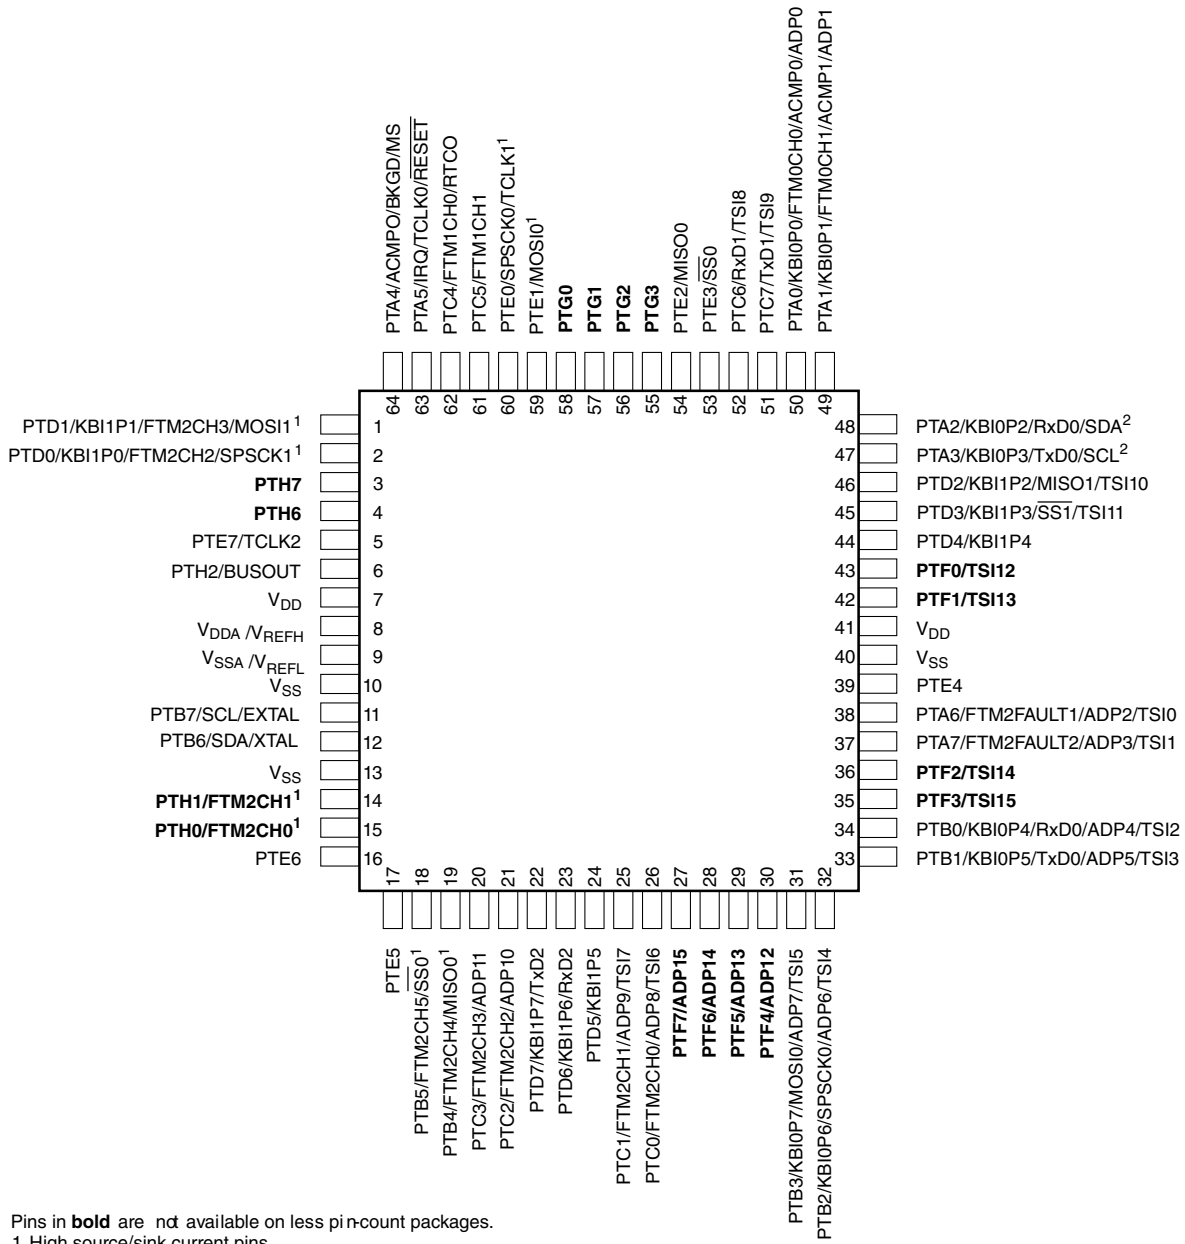 PTA4/ACMPO/BKGD/MS
PTA5/IRQ/TCLK0/RESET
PTC4/FTM1CH0/RTCO
PTC5/FTM1CH1
PTE0/SPSCK0/TCLK1¹
PTE1/MOSI0¹
PTG0
PTG1
PTG2
PTG3
PTE2/MISO0
PTE3/SS0
PTC6/RxD1/TSI8
PTC7/TxD1/TSI9
PTA0/KBI0P0/FTM0CH0/ACMP0/ADP0
PTA1/KBI0P1/FTM0CH1/ACMP1/ADP1
64 63 62 61 60 59 58 57 56 55 54 53 52 51 50 49
PTD1/KBI1P1/FTM2CH3/MOSI1¹ 1
PTD0/KBI1P0/FTM2CH2/SPSCK1¹ 2
PTH7 3
PTH6 4
PTE7/TCLK2 5
PTH2/BUSOUT 6
VDD 7
VDDA /VREFH 8
VSSA /VREFL 9
VSS 10
PTB7/SCL/EXTAL 11
PTB6/SDA/XTAL 12
VSS 13
PTH1/FTM2CH1¹ 14
PTH0/FTM2CH0¹ 15
PTE6 16
48 PTA2/KBI0P2/RxD0/SDA²
47 PTA3/KBI0P3/TxD0/SCL²
46 PTD2/KBI1P2/MISO1/TSI10
45 PTD3/KBI1P3/SS1/TSI11
44 PTD4/KBI1P4
43 PTF0/TSI12
42 PTF1/TSI13
41 VDD
40 VSS
39 PTE4
38 PTA6/FTM2FAULT1/ADP2/TSI0
37 PTA7/FTM2FAULT2/ADP3/TSI1
36 PTF2/TSI14
35 PTF3/TSI15
34 PTB0/KBI0P4/RxD0/ADP4/TSI2
33 PTB1/KBI0P5/TxD0/ADP5/TSI3
17 18 19 20 21 22 23 24 25 26 27 28 29 30 31 32
PTE5
PTB5/FTM2CH5/SS0¹
PTB4/FTM2CH4/MISO0¹
PTC3/FTM2CH3/ADP11
PTC2/FTM2CH2/ADP10
PTD7/KBI1P7/TxD2
PTD6/KBI1P6/RxD2
PTD5/KBI1P5
PTC1/FTM2CH1/ADP9/TSI7
PTC0/FTM2CH0/ADP8/TSI6
PTF7/ADP15
PTF6/ADP14
PTF5/ADP13
PTF4/ADP12
PTB3/KBI0P7/MOSI0/ADP7/TSI5
PTB2/KBI0P6/SPSCK0/ADP6/TSI4
Pins in bold are not available on less pin-count packages.
1 High source/sink current pins